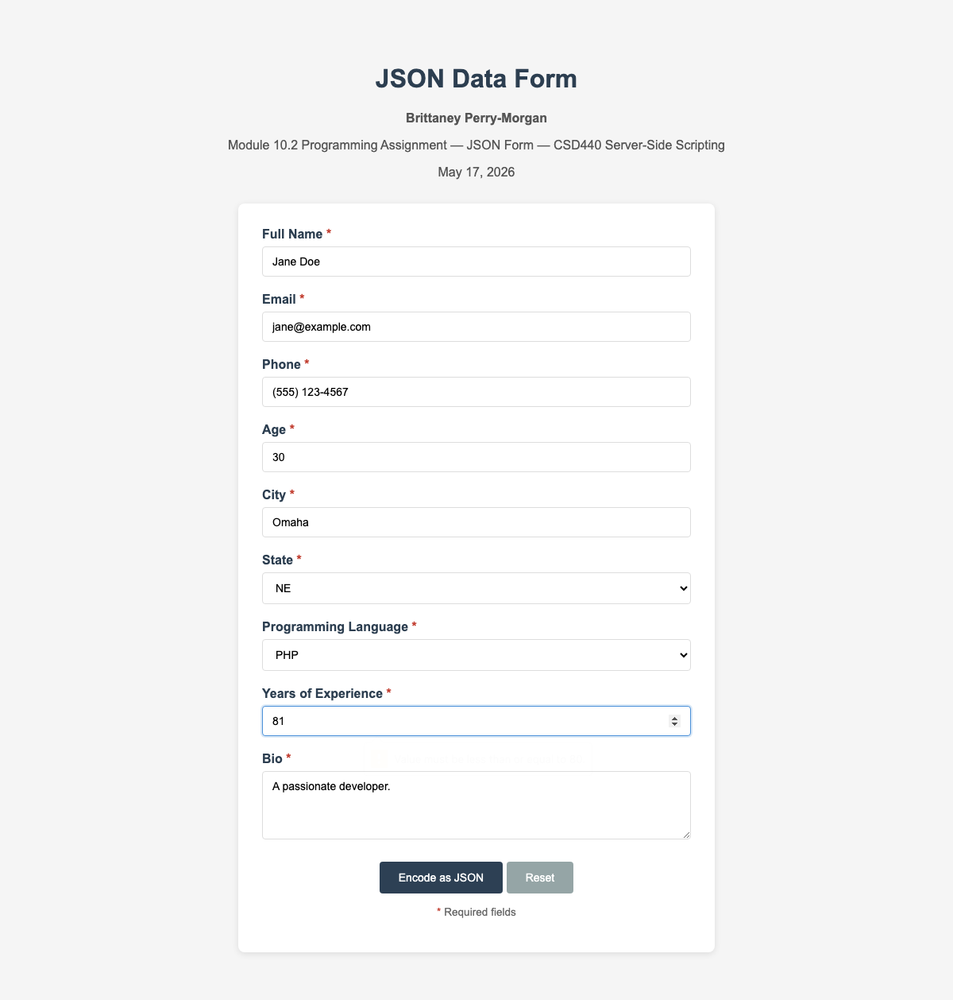 JSON Data Form
Brittaney Perry-Morgan
Module 10.2 Programming Assignment — JSON Form — CSD440 Server-Side Scripting
May 17, 2026
Full Name *
Jane Doe
Email *
jane@example.com
Phone *
(555) 123-4567
Age *
30
City *
Omaha
State *
NE
Programming Language *
PHP
Years of Experience *
81
Bio *
A passionate developer.
Encode as JSON Reset
* Required fields